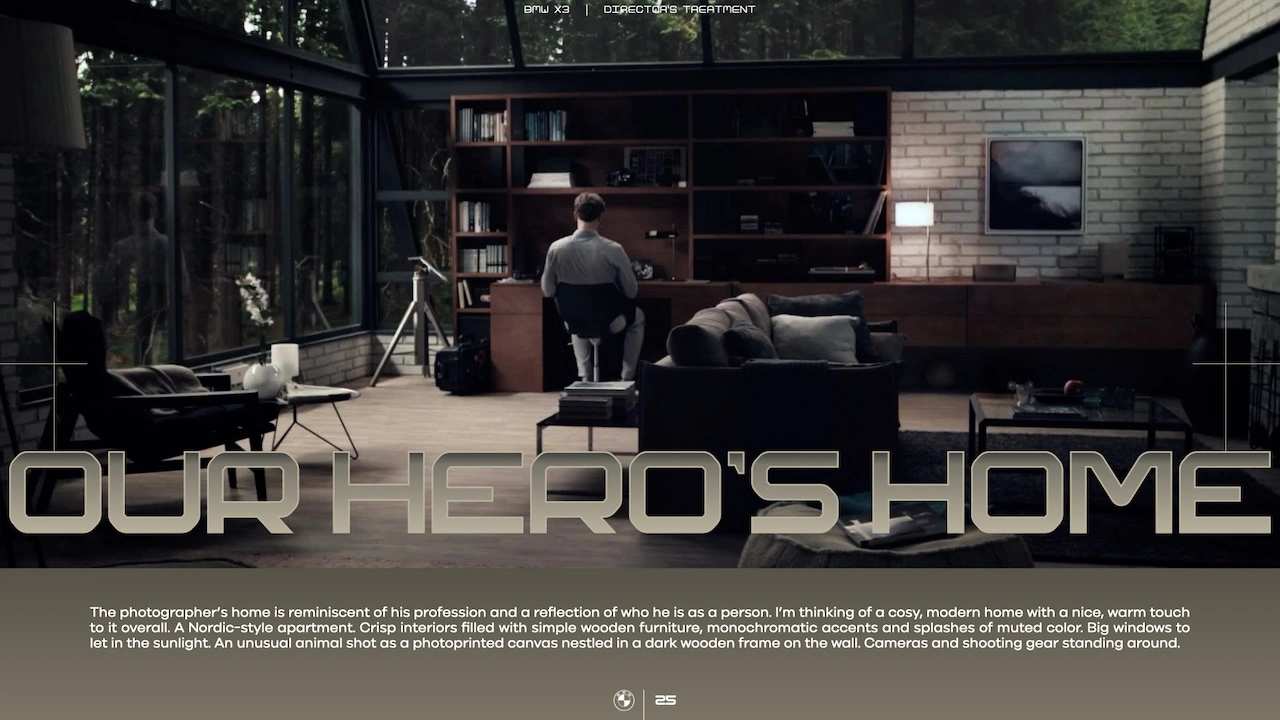 BMW X3 | DIRECTOR'S TREATMENT
OUR HERO'S HOME
The photographer's home is reminiscent of his profession and a reflection of who he is as a person. I'm thinking of a cosy, modern home with a nice, warm touch
to it overall. A Nordic-style apartment. Crisp interiors filled with simple wooden furniture, monochromatic accents and splashes of muted color. Big windows to
let in the sunlight. An unusual animal shot as a photoprinted canvas nestled in a dark wooden frame on the wall. Cameras and shooting gear standing around.
25